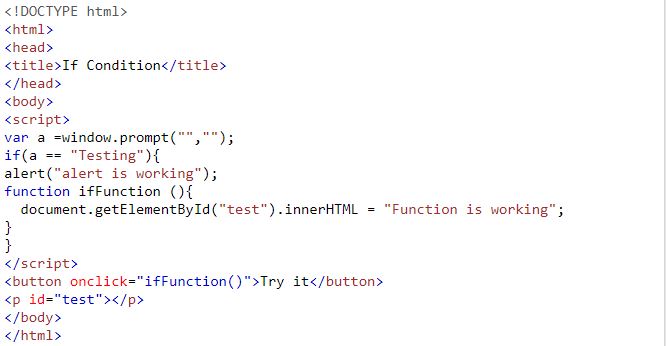 <!DOCTYPE html>
<html>
<head>
<title>If Condition</title>
</head>
<body>
<script>
var a =window.prompt("","");
if(a == "Testing"){
alert("alert is working");
function ifFunction (){
  document.getElementById("test").innerHTML = "Function is working";
}
}
</script>
<button onclick="ifFunction()">Try it</button>
<p id="test"></p>
</body>
</html>